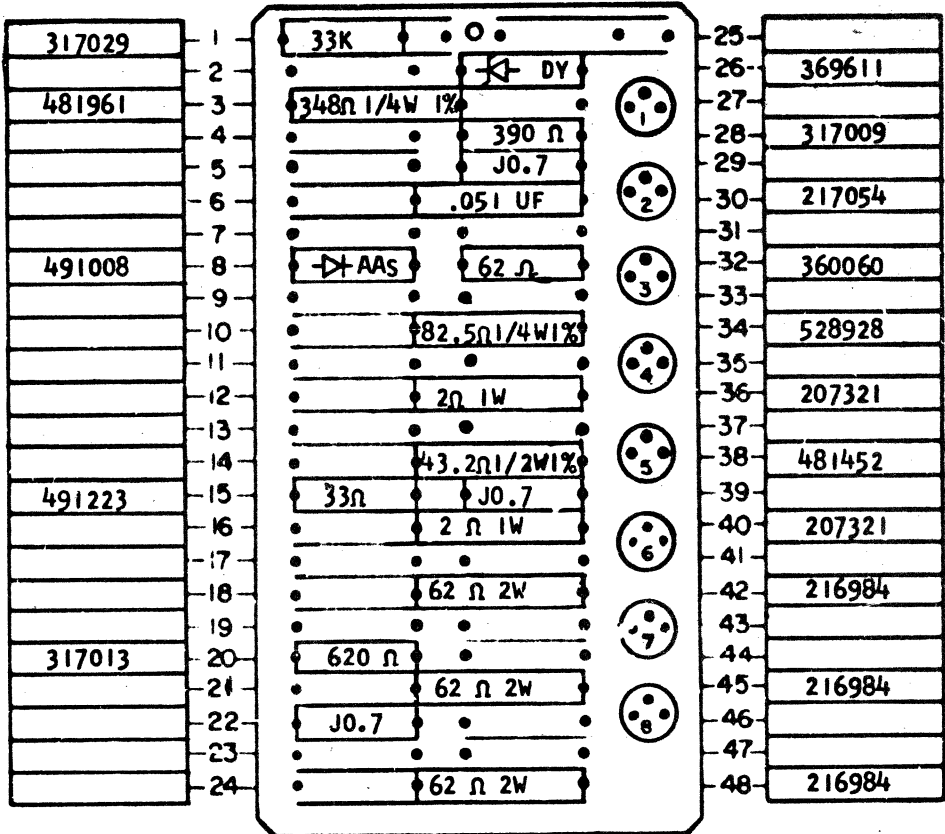 317029 1 33K 25
2 DY 26 369611
481961 3 348Ω 1/4W 1% 27 1
4 390 Ω 28 317009
5 J0.7 29
6 .051 UF 2 30 217054
7 31
491008 8 AAs 62 Ω 32 360060
9 3 33
10 82.5Ω1/4W1% 34 528928
11 4 35
12 2Ω 1W 36 207321
13 37
14 43.2Ω1/2W1% 5 38 481452
491223 15 33Ω J0.7 39
16 2 Ω 1W 40 207321
17 6 41
18 62 Ω 2W 42 216984
19 7 43
317013 20 620 Ω 44
21 62 Ω 2W 45 216984
22 J0.7 8 46
23 47
24 62 Ω 2W 48 216984